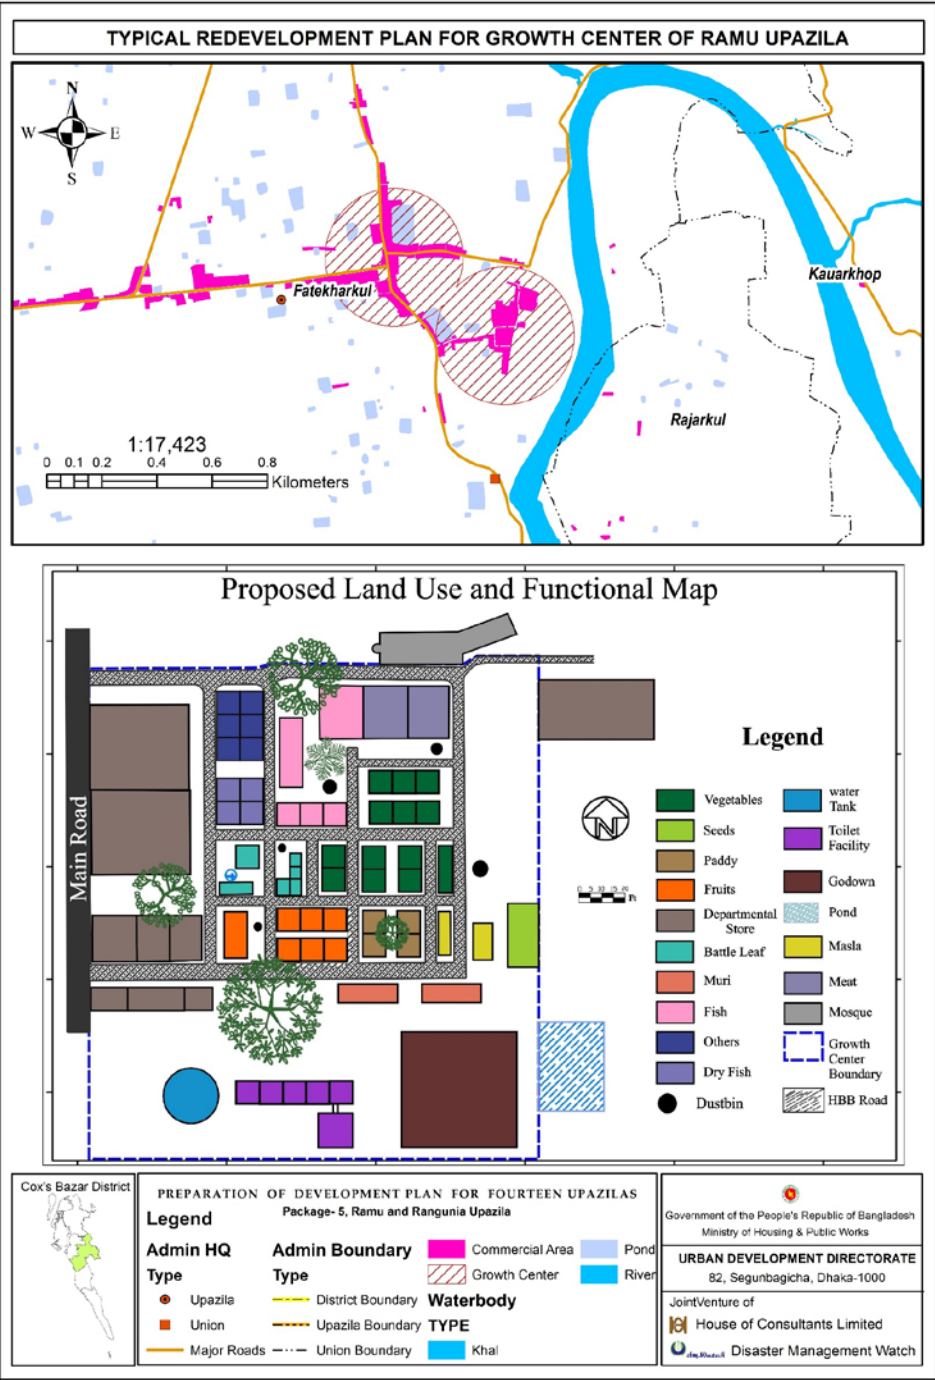 TYPICAL REDEVELOPMENT PLAN FOR GROWTH CENTER OF RAMU UPAZILA
N
W E
S
Kauarkhop
Fatekharkul
Rajarkul
1:17,423
0 0.1 0.2 0.4 0.6 0.8
Kilometers
Proposed Land Use and Functional Map
Main Road
Legend
N
0 5 10 15 20
Ft
Vegetables
Seeds
Paddy
Fruits
Departmental
Store
Battle Leaf
Muri
Fish
Others
Dry Fish
Dustbin
water
Tank
Toilet
Facility
Godown
Pond
Masla
Meat
Mosque
Growth
Center
Boundary
HBB Road
Cox's Bazar District
PREPARATION OF DEVELOPMENT PLAN FOR FOURTEEN UPAZILAS
Package- 5, Ramu and Rangunia Upazila
Legend
Admin HQ
Type
Upazila
Union
Major Roads
Admin Boundary
Type
District Boundary
Upazila Boundary
Union Boundary
Commercial Area
Growth Center
Waterbody
TYPE
Khal
Pond
River
Government of the People's Republic of Bangladesh
Ministry of Housing & Public Works
URBAN DEVELOPMENT DIRECTORATE
82, Segunbagicha, Dhaka-1000
JointVenture of
House of Consultants Limited
Disaster Management Watch